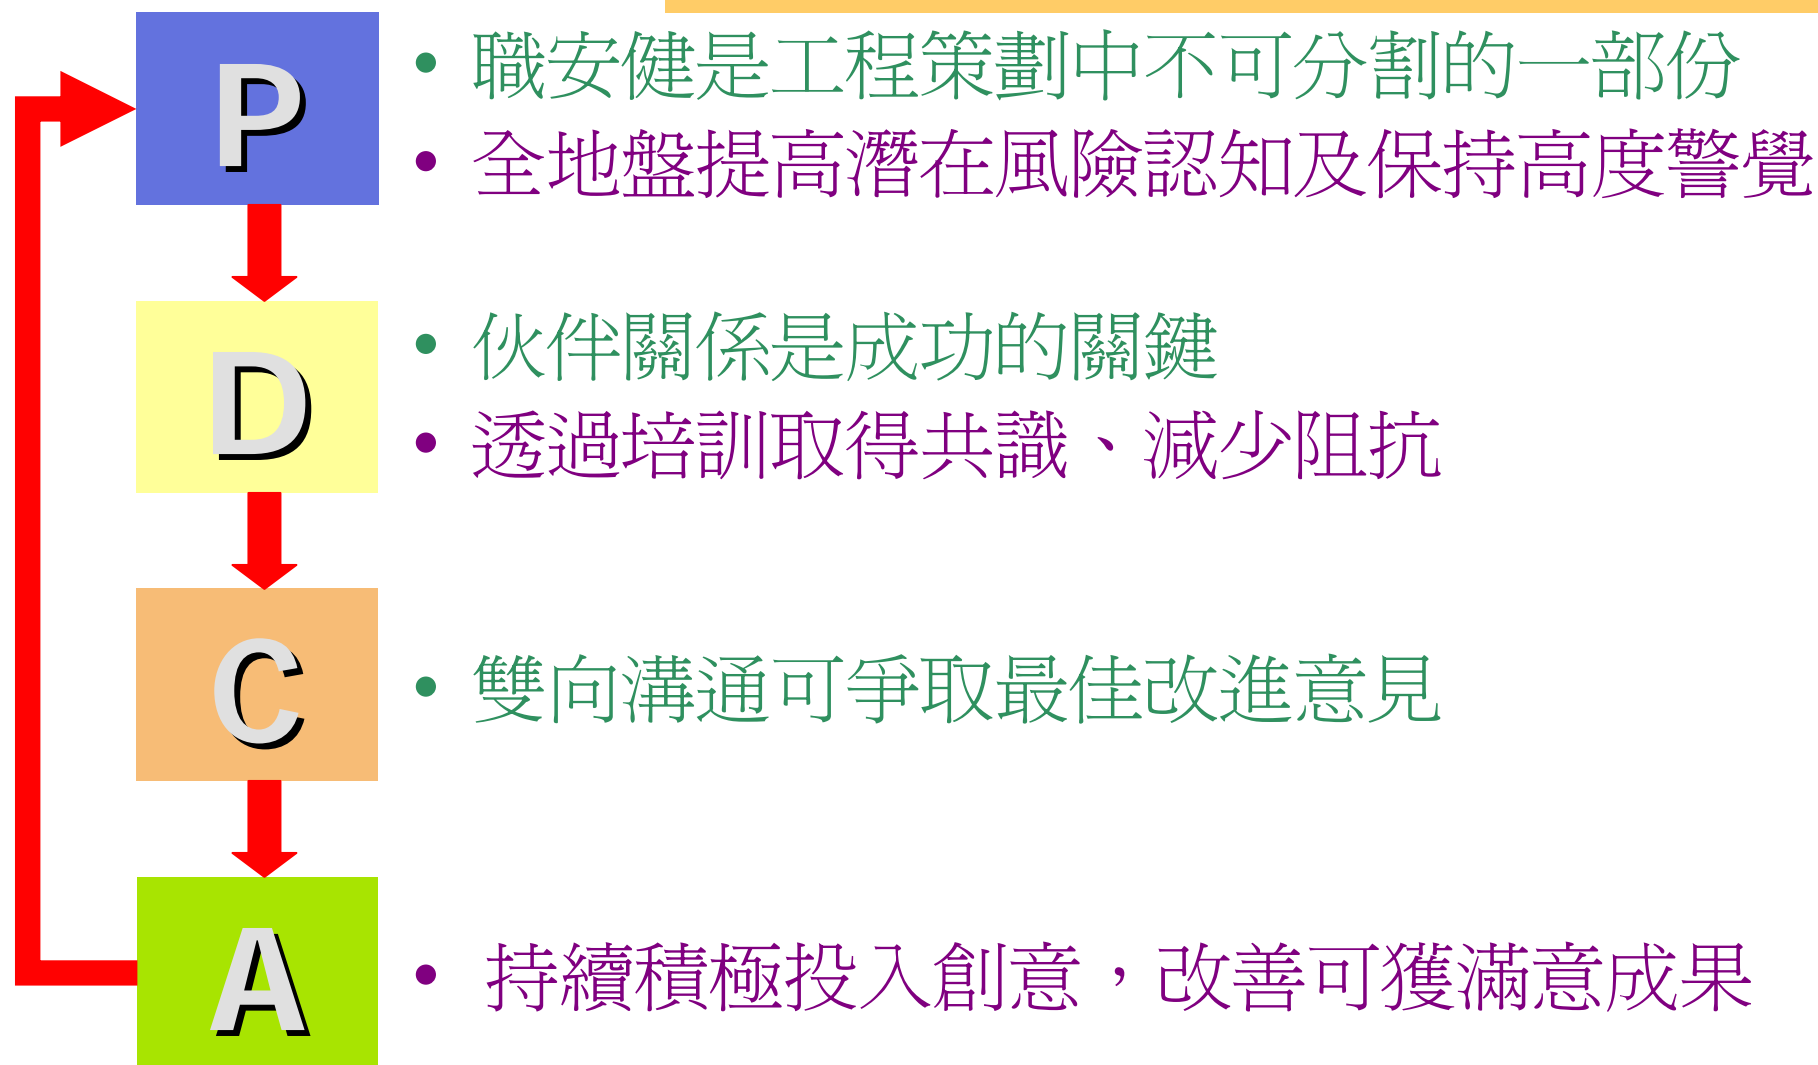 P
• 職安健是工程策劃中不可分割的一部份
• 全地盤提高潛在風險認知及保持高度警覺
D
• 伙伴關係是成功的關鍵
• 透過培訓取得共識、減少阻抗
C
• 雙向溝通可爭取最佳改進意見
A
• 持續積極投入創意，改善可獲滿意成果